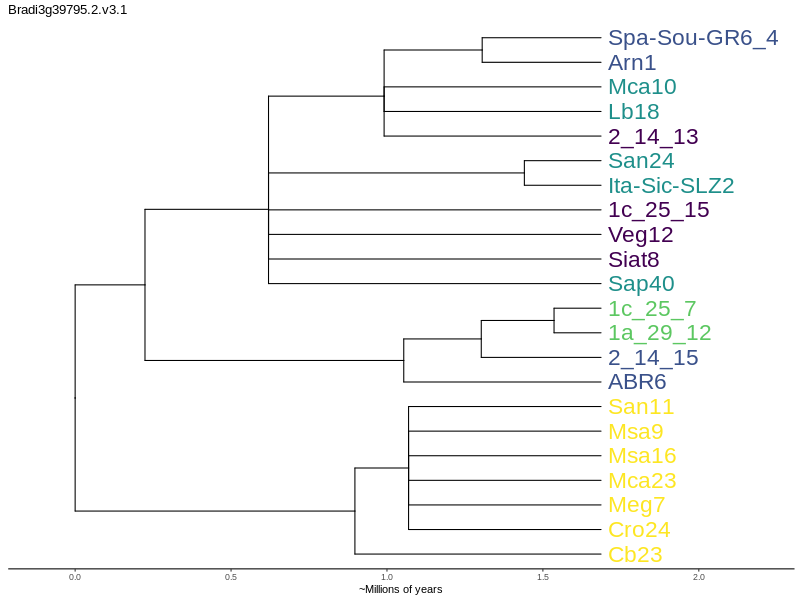 Bradi3g39795.2.v3.1
Spa-Sou-GR6_4
Arn1
Mca10
Lb18
2_14_13
San24
Ita-Sic-SLZ2
1c_25_15
Veg12
Siat8
Sap40
1c_25_7
1a_29_12
2_14_15
ABR6
San11
Msa9
Msa16
Mca23
Meg7
Cro24
Cb23
0.0 0.5 1.0 1.5 2.0
~Millions of years